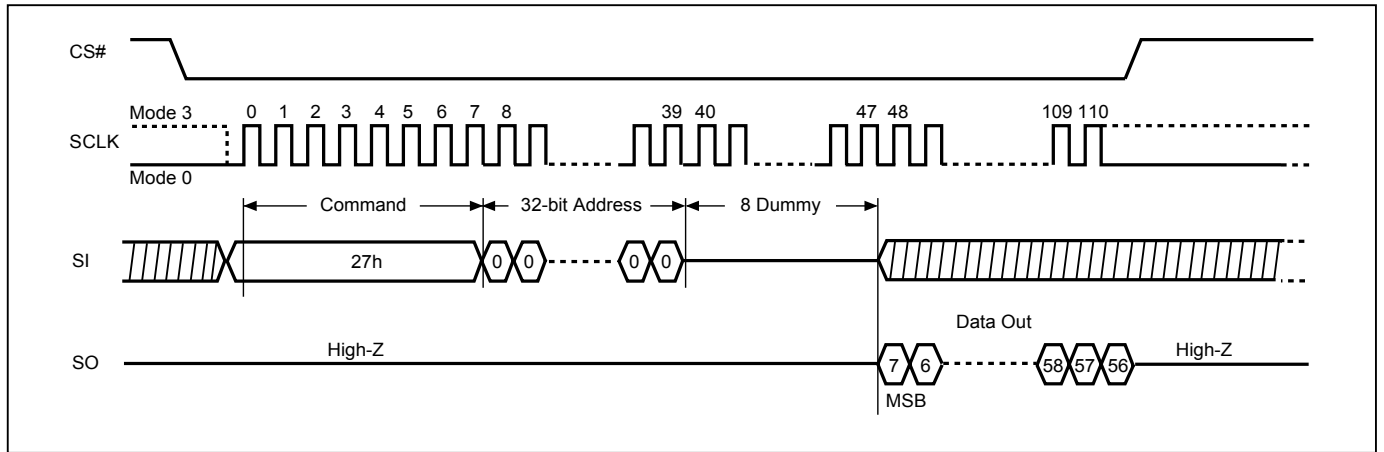 CS#
Mode 3
0 1 2 3 4 5 6 7 8 39 40 47 48 109 110
SCLK
Mode 0
Command 32-bit Address 8 Dummy
SI 27h 0 0 0 0
Data Out
SO High-Z 7 6 58 57 56 High-Z
MSB